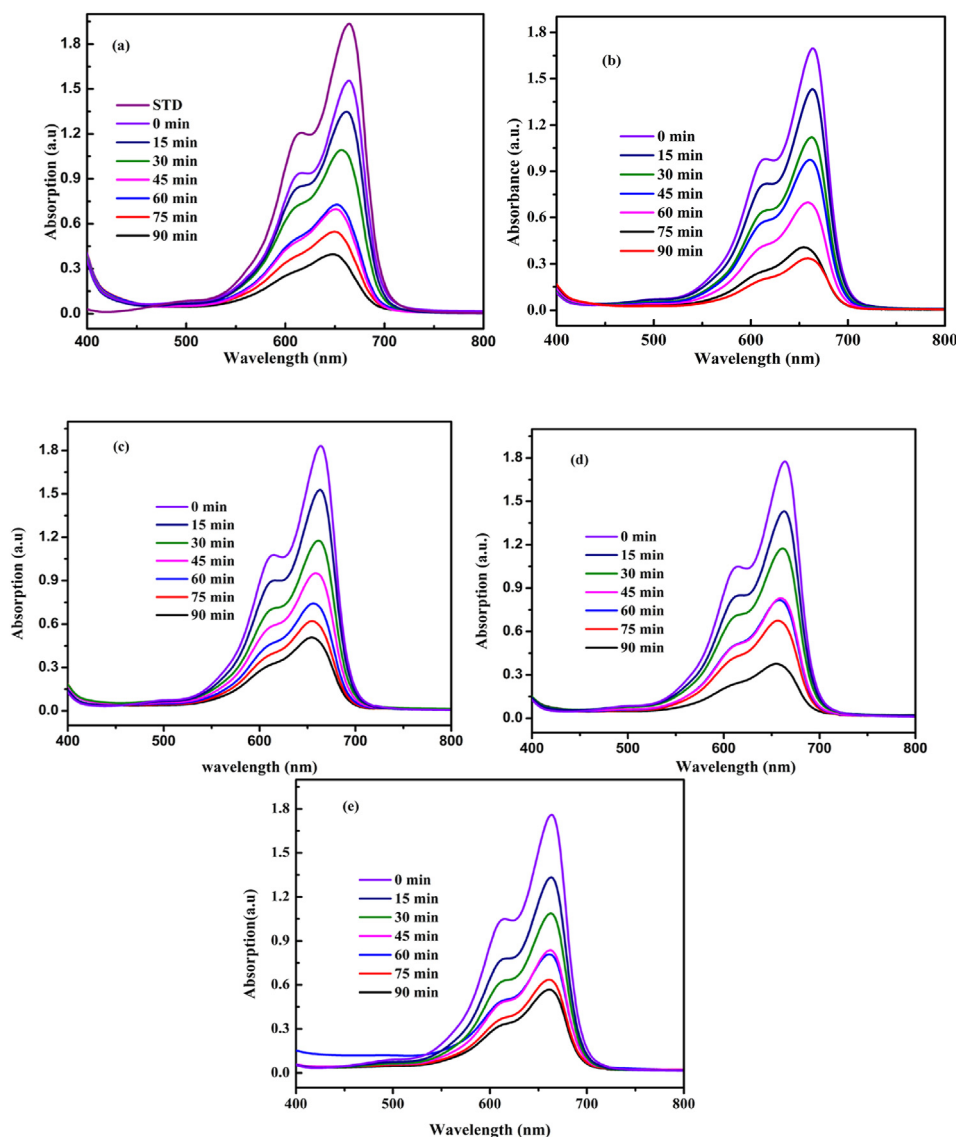 (a)
STD
0 min
15 min
30 min
45 min
60 min
75 min
90 min
Absorption (a.u)
1.8
1.5
1.2
0.9
0.6
0.3
0.0
400 500 600 700 800
Wavelength (nm)
(b)
0 min
15 min
30 min
45 min
60 min
75 min
90 min
Absorbance (a.u.)
1.8
1.5
1.2
0.9
0.6
0.3
0.0
400 500 600 700 800
Wavelength (nm)
(c)
0 min
15 min
30 min
45 min
60 min
75 min
90 min
Absorption (a.u)
1.8
1.5
1.2
0.9
0.6
0.3
0.0
400 500 600 700 800
wavelength (nm)
(d)
0 min
15 min
30 min
45 min
60 min
75 min
90 min
Absorption (a.u.)
1.8
1.5
1.2
0.9
0.6
0.3
0.0
400 500 600 700 800
Wavelength (nm)
(e)
0 min
15 min
30 min
45 min
60 min
75 min
90 min
Absorption(a.u)
1.8
1.5
1.2
0.9
0.6
0.3
0.0
400 500 600 700 800
Wavelength (nm)